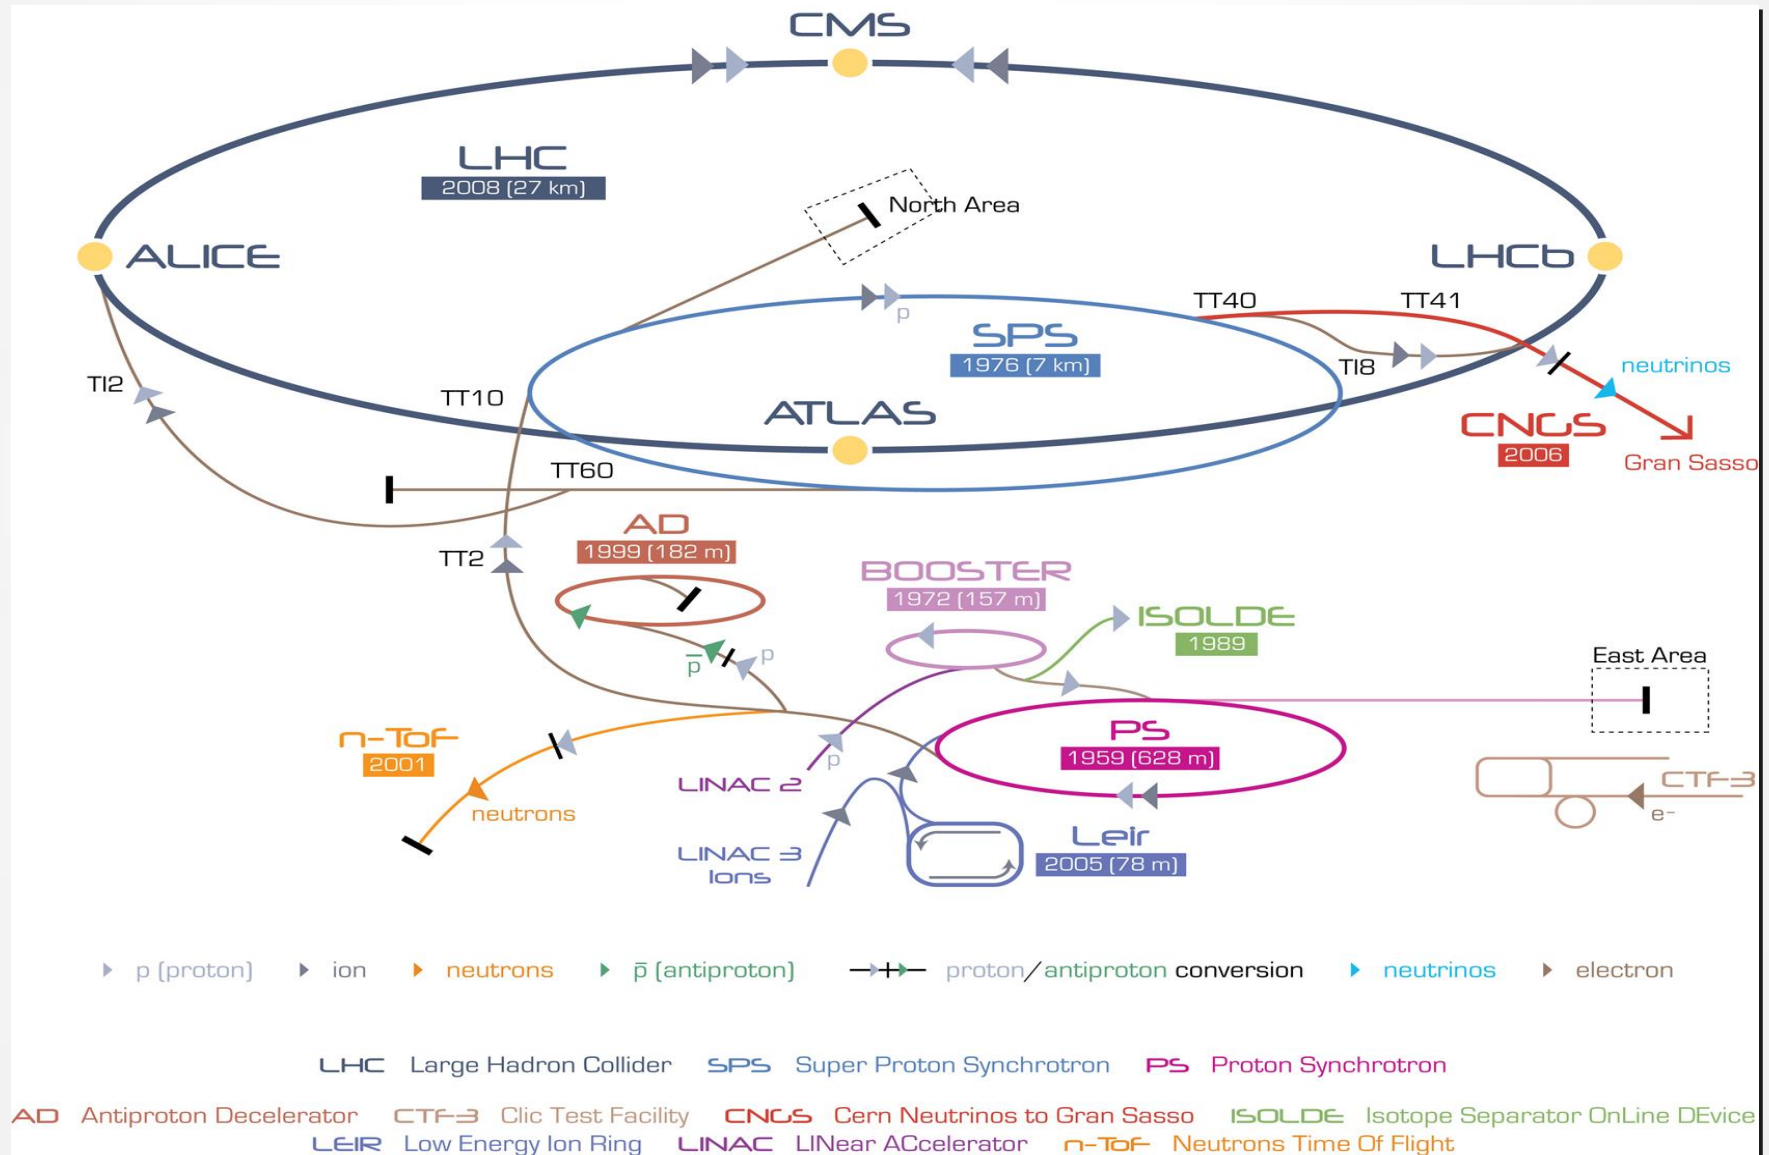 CMS
LHC
2008 (27 km)
North Area
ALICE
LHCb
TT40
TT41
p
SPS
1976 (7 km)
TI8
neutrinos
TI2
TT10
ATLAS
CNGS
2006
Gran Sasso
TT60
AD
1999 (182 m)
TT2
BOOSTER
1972 (157 m)
ISOLDE
1989
p
p̅
East Area
n-ToF
2001
PS
1959 (628 m)
p
LINAC 2
neutrons
CTF-3
e-
LINAC 3
Ions
Leir
2005 (78 m)
p (proton) ion neutrons p̅ (antiproton) proton/antiproton conversion neutrinos electron
LHC Large Hadron Collider SPS Super Proton Synchrotron PS Proton Synchrotron
AD Antiproton Decelerator CTF-3 Clic Test Facility CNGS Cern Neutrinos to Gran Sasso ISOLDE Isotope Separator OnLine DEvice
LEIR Low Energy Ion Ring LINAC LINear ACcelerator n-ToF Neutrons Time Of Flight